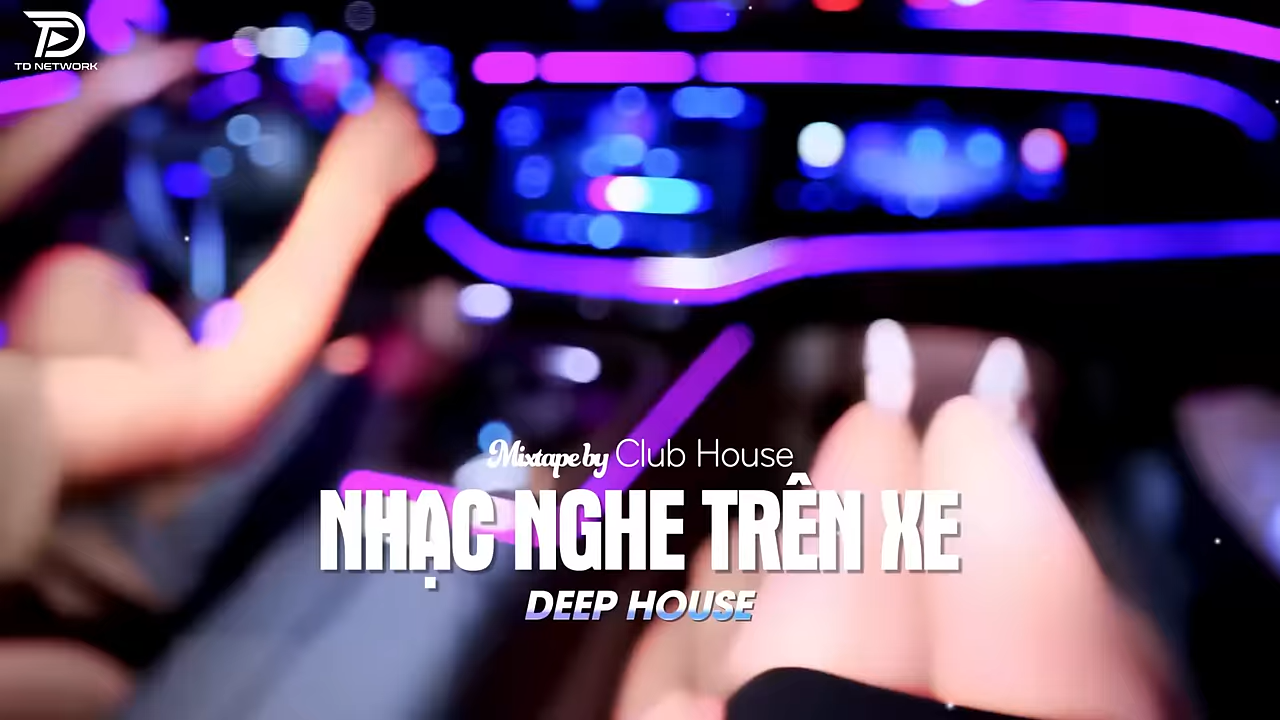 TD NETWORK
Mixtape by Club House
NHẠC NGHE TRÊN XE
DEEP HOUSE